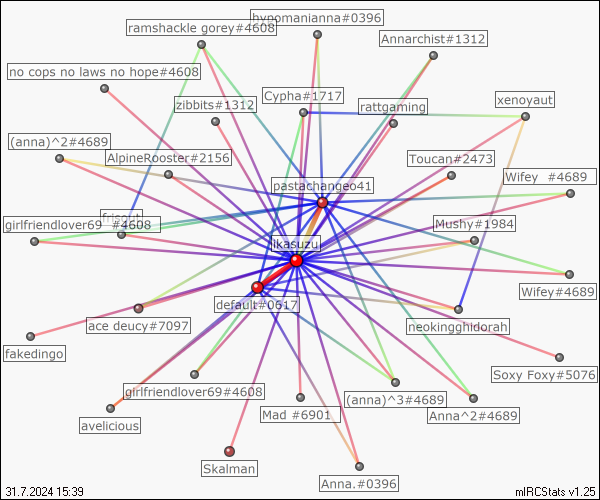 hypnomanianna#0396
ramshackle gorey#4608
Annarchist#1312
no cops no laws no hope#4608
Cypha#1717
xenoyaut
zibbits#1312
rattgaming
(anna)^2#4689
AlpineRooster#2156
Toucan#2473
Wifey #4689
pastachangeo41
frisout
girlfriendlover69 #4608
Mushy#1984
ikasuzu
Wifey#4689
default#0617
ace deucy#7097
neokingghidorah
fakedingo
Soxy Foxy#5076
girlfriendlover69#4608
(anna)^3#4689
Mad #6901
Anna^2#4689
avelicious
Skalman
Anna.#0396
31.7.2024 15:39
mIRCStats v1.25